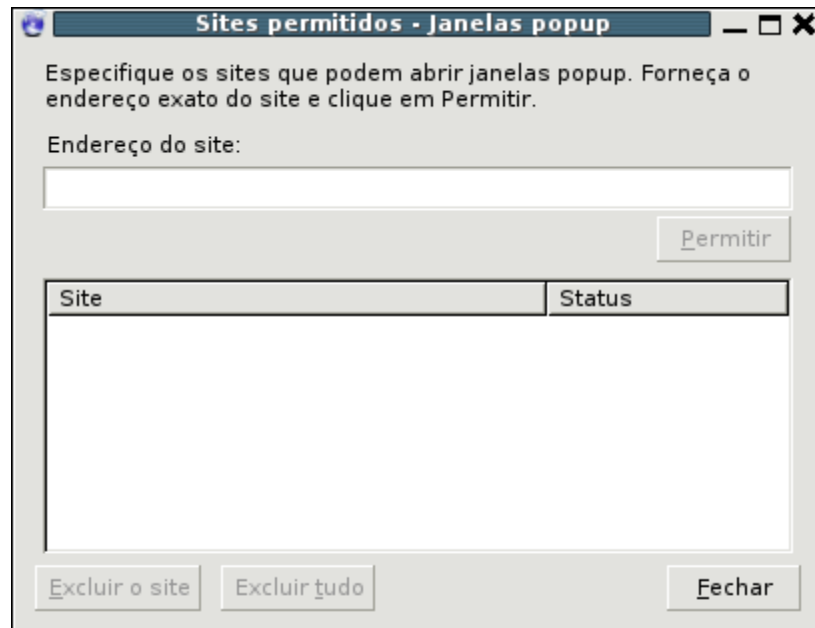 Sites permitidos - Janelas popup
Especifique os sites que podem abrir janelas popup. Forneça o
endereço exato do site e clique em Permitir.
Endereço do site:
Permitir
Site Status
Excluir o site Excluir tudo Fechar